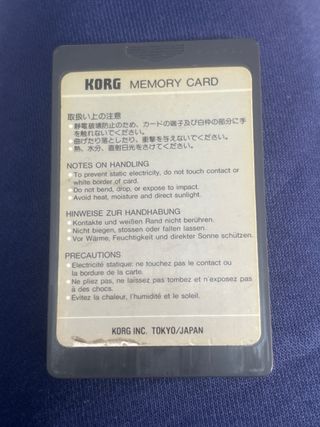 KORG MEMORY CARD
取扱い上の注意
• 静電破壊防止のため、カードの端子及び白枠の部分に手
を触れないでください。
• 曲げたり落としたり、衝撃を与えないでください。
• 熱、水分、直射日光をさけてください。
NOTES ON HANDLING
• To prevent static electricity, do not touch contact or
white border of card.
• Do not bend, drop, or expose to impact.
• Avoid heat, moisture and direct sunlight.
HINWEISE ZUR HANDHABUNG
• Kontakte und weißen Rand nicht berühren.
• Nicht biegen, stossen oder fallen lassen.
• Vor Wärme, Feuchtigkeit und direkter Sonne schützen.
PRECAUTIONS
• Electricité statique: ne touchez pas le contact ou
la bordure de la carte.
• Ne pliez pas, ne laissez pas tombez et n'exposez pas
à des chocs.
• Evitez la chaleur, l'humidité et le soleil.
KORG INC. TOKYO/JAPAN